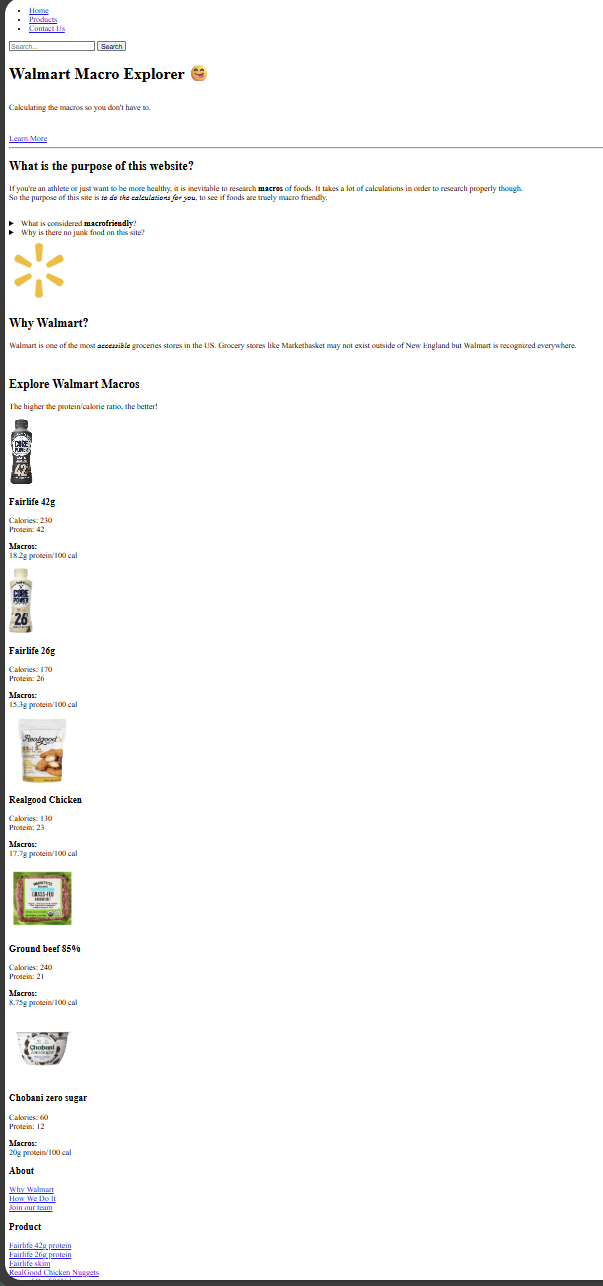 Home
Products
Contact Us
Search... Search
Walmart Macro Explorer 😄
Calculating the macros so you don't have to.
Learn More
What is the purpose of this website?
If you're an athlete or just want to be more healthy, it is inevitable to research macros of foods. It takes a lot of calculations in order to research properly though.
So the purpose of this site is to do the calculations for you, to see if foods are truely macro friendly.
What is considered macrofriendly?
Why is there no junk food on this site?
Why Walmart?
Walmart is one of the most accessible groceries stores in the US. Grocery stores like Marketbasket may not exist outside of New England but Walmart is recognized everywhere.
Explore Walmart Macros
The higher the protein/calorie ratio, the better!
CORE
POWER
42
Fairlife 42g
Calories: 230
Protein: 42
Macros:
18.2g protein/100 cal
CORE
POWER
26
Fairlife 26g
Calories: 170
Protein: 26
Macros:
15.3g protein/100 cal
Realgood
Realgood Chicken
Calories: 130
Protein: 23
Macros:
17.7g protein/100 cal
GRASS-FED
Ground beef 85%
Calories: 240
Protein: 21
Macros:
8.75g protein/100 cal
Chobani
Zero Sugar
Chobani zero sugar
Calories: 60
Protein: 12
Macros:
20g protein/100 cal
About
Why Walmart
How We Do It
Join our team
Product
Fairlife 42g protein
Fairlife 26g protein
Fairlife skim
RealGood Chicken Nuggets